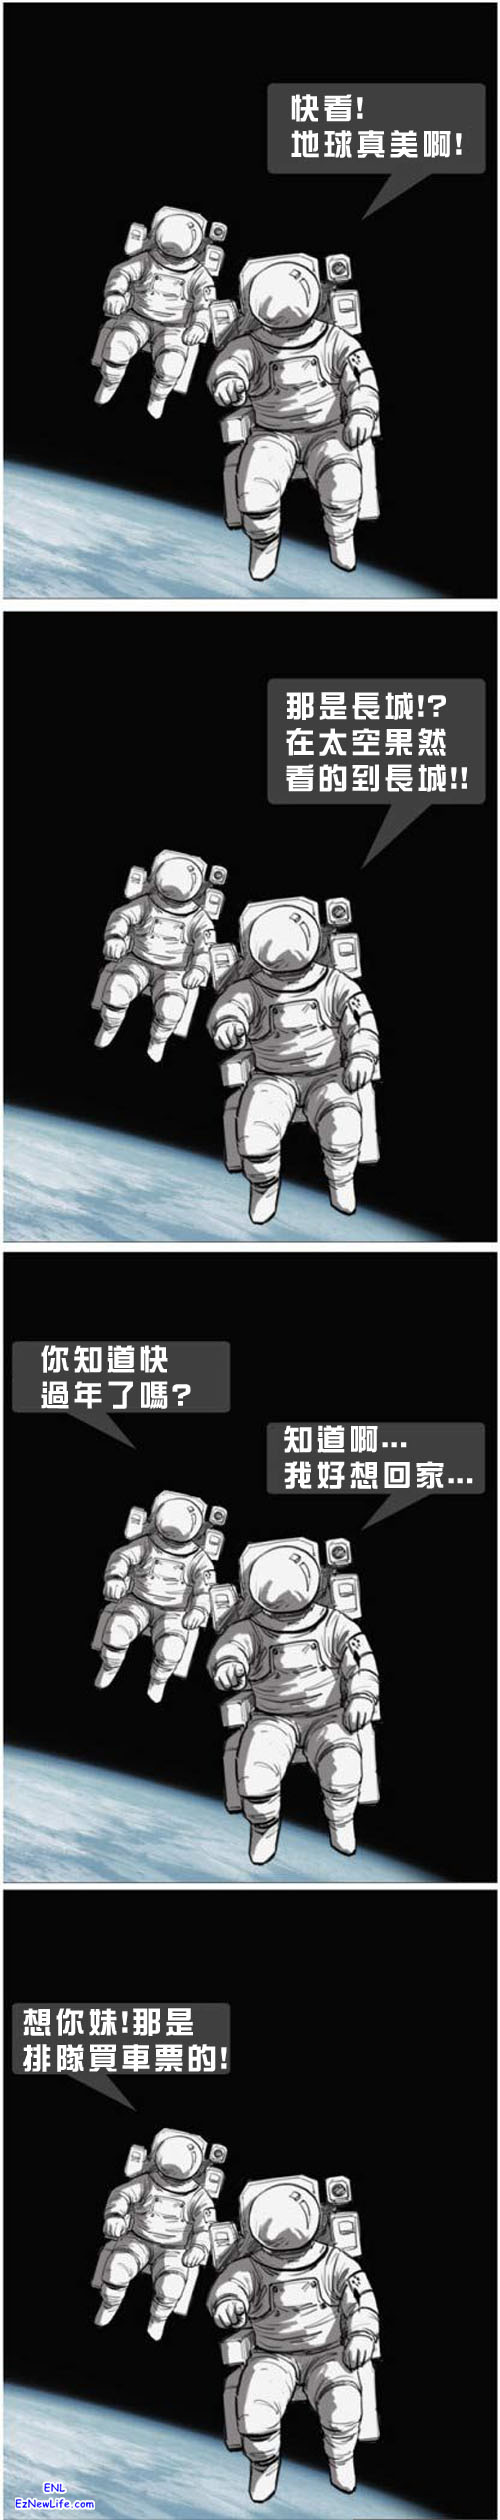 快看!
地球真美啊!
那是長城!?
在太空果然
看的到長城!!
你知道快
過年了嗎?
知道啊...
我好想回家...
想你妹!那是
排隊買車票的!
ENL
EzNewLife.com